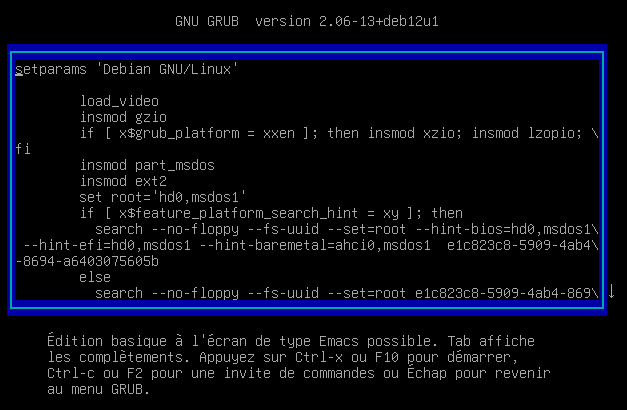 GNU GRUB  version 2.06-13+deb12u1
setparams 'Debian GNU/Linux'
load_video
insmod gzio
if [ x$grub_platform = xxen ]; then insmod xzio; insmod lzopio; \
fi
insmod part_msdos
insmod ext2
set root='hd0,msdos1'
if [ x$feature_platform_search_hint = xy ]; then
search --no-floppy --fs-uuid --set=root --hint-bios=hd0,msdos1\
--hint-efi=hd0,msdos1 --hint-baremetal=ahci0,msdos1  e1c823c8-5909-4ab4\
-8694-a6403075605b
else
search --no-floppy --fs-uuid --set=root e1c823c8-5909-4ab4-869\ ↓
Édition basique à l'écran de type Emacs possible. Tab affiche
les complètements. Appuyez sur Ctrl-x ou F10 pour démarrer,
Ctrl-c ou F2 pour une invite de commandes ou Échap pour revenir
au menu GRUB.